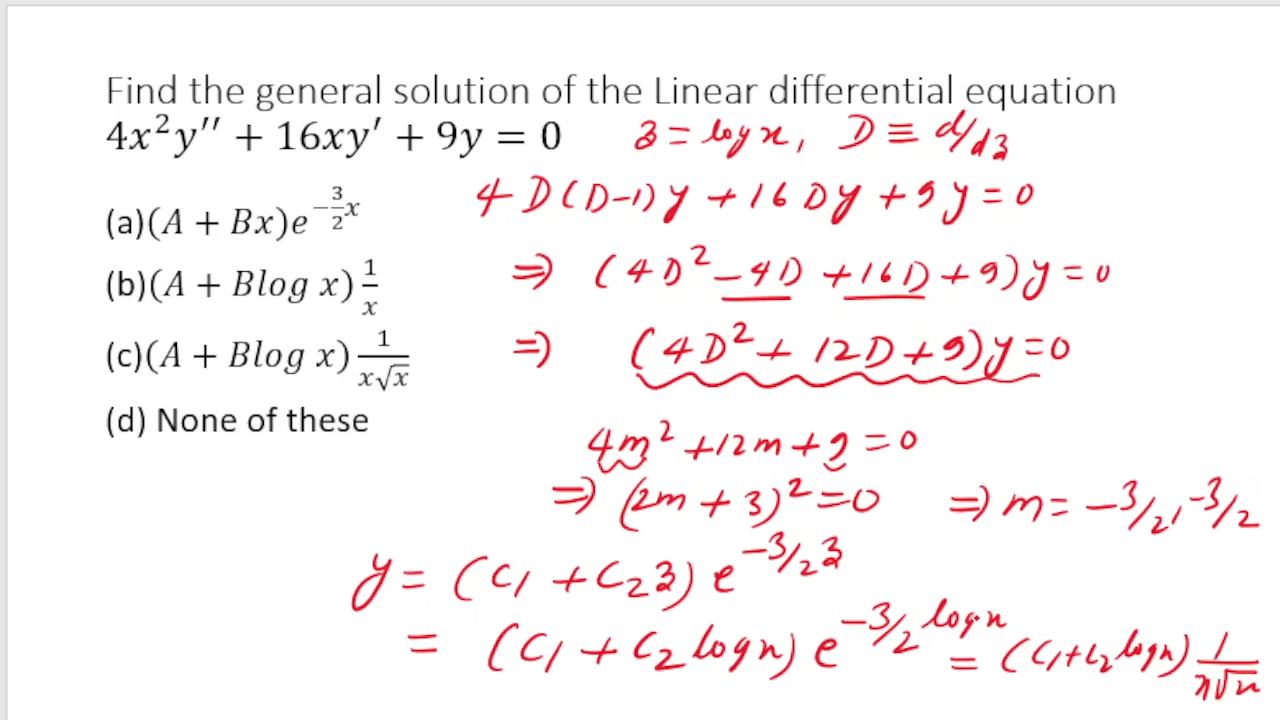 Find the general solution of the Linear differential equation
4x²y′′ + 16xy′ + 9y = 0
z = log x, D ≡ d/dz
(a)(A + Bx)e^{-3/2 x}
4D(D-1)y + 16Dy + 9y = 0
(b)(A + Blog x) 1/x
⇒ (4D² - 4D + 16D + 9)y = 0
(c)(A + Blog x) 1/(x√x)
⇒ (4D² + 12D + 9)y = 0
(d) None of these
4m² + 12m + 9 = 0
⇒ (2m + 3)² = 0 ⇒ m = -3/2, -3/2
y = (C₁ + C₂z) e^{-3/2 z}
= (C₁ + C₂ log x) e^{-3/2 log x} = (C₁ + C₂ log x) 1/(x√x)